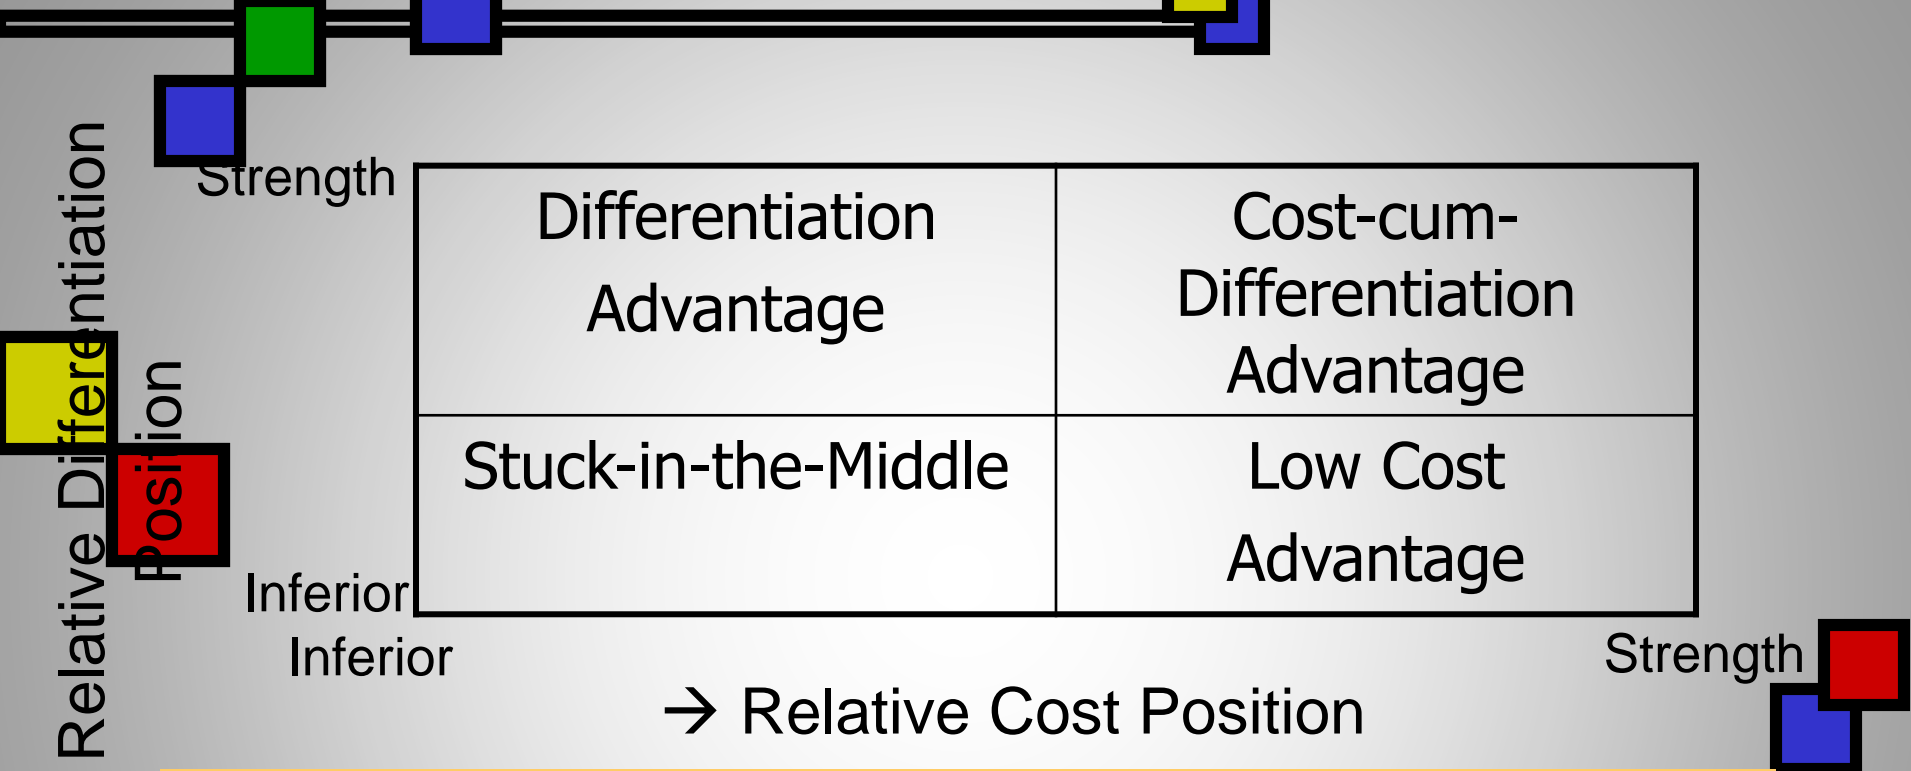 Relative Differentiation
Position
Strength
Differentiation
Advantage
Cost-cum-
Differentiation
Advantage
Stuck-in-the-Middle
Low Cost
Advantage
Inferior
Inferior
Strength
→ Relative Cost Position